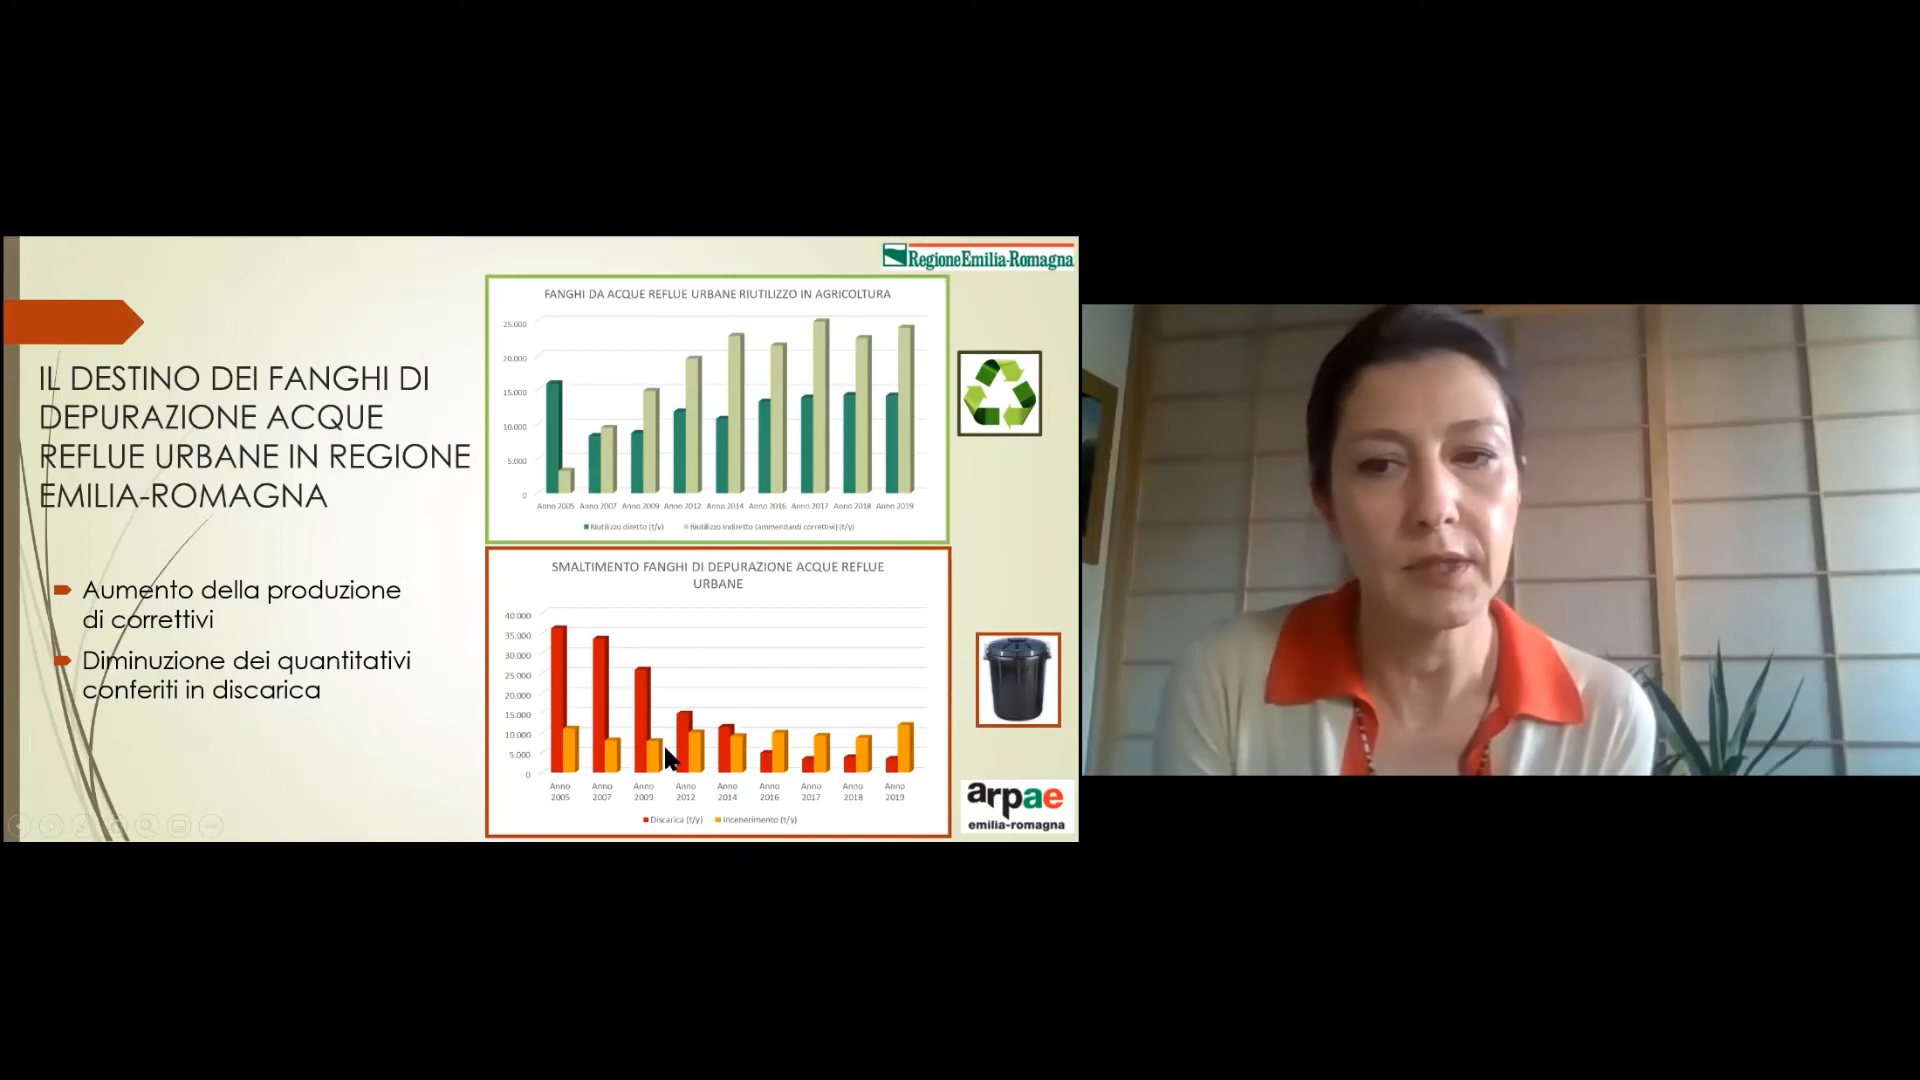 RegioneEmilia-Romagna
IL DESTINO DEI FANGHI DI
DEPURAZIONE ACQUE
REFLUE URBANE IN REGIONE
EMILIA-ROMAGNA
Aumento della produzione
di correttivi
Diminuzione dei quantitativi
conferiti in discarica
FANGHI DA ACQUE REFLUE URBANE RIUTILIZZO IN AGRICOLTURA
25.000
20.000
15.000
10.000
5.000
0
Anno 2005 Anno 2007 Anno 2009 Anno 2012 Anno 2014 Anno 2016 Anno 2017 Anno 2018 Anno 2019
Riutilizzo diretto (t/y) Riutilizzo indiretto (ammendanti correttivi) (t/y)
SMALTIMENTO FANGHI DI DEPURAZIONE ACQUE REFLUE
URBANE
40.000
35.000
30.000
25.000
20.000
15.000
10.000
5.000
0
Anno Anno Anno Anno Anno Anno Anno Anno Anno
2005 2007 2009 2012 2014 2016 2017 2018 2019
Discarica (t/y) Incenerimento (t/y)
arpae
emilia-romagna